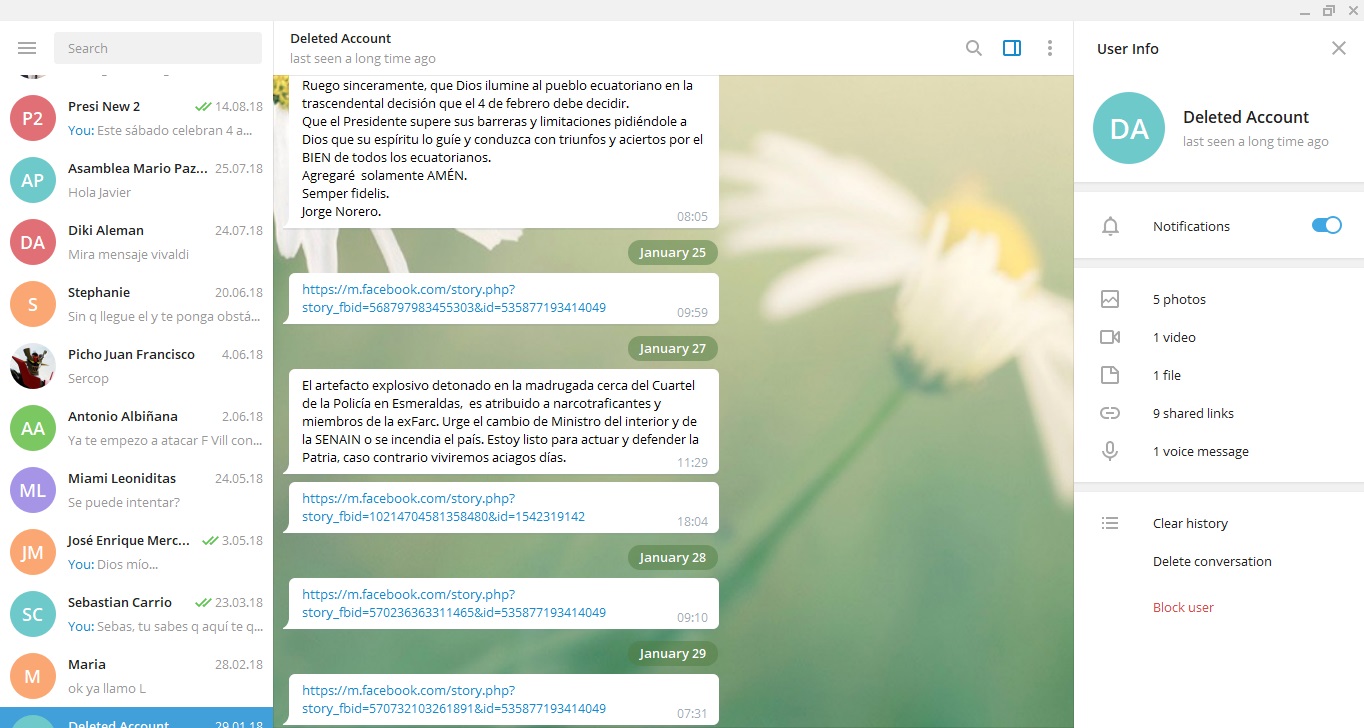 Search
Presi New 2
14.08.18
You: Este sábado celebran 4 a...
P2
Asamblea Mario Paz...
25.07.18
Hola Javier
AP
Diki Aleman
24.07.18
Mira mensaje vivaldi
DA
Stephanie
20.06.18
Sin q llegue el y te ponga obstá...
S
Picho Juan Francisco
4.06.18
Sercop
Antonio Albiñana
2.06.18
Ya te empezo a atacar F Vill con...
AA
Miami Leoniditas
24.05.18
Se puede intentar?
ML
José Enrique Merc...
3.05.18
You: Dios mío...
JM
Sebastian Carrio
23.03.18
You: Sebas, tu sabes q aquí te q...
SC
Maria
28.02.18
ok ya llamo L
M
Deleted Account
29.01.18
Deleted Account
last seen a long time ago
Ruego sinceramente, que Dios ilumine al pueblo ecuatoriano en la
trascendental decisión que el 4 de febrero debe decidir.
Que el Presidente supere sus barreras y limitaciones pidiéndole a
Dios que su espíritu lo guíe y conduzca con triunfos y aciertos por el
BIEN de todos los ecuatorianos.
Agregaré solamente AMÉN.
Semper fidelis.
Jorge Norero.
08:05
January 25
https://m.facebook.com/story.php?
story_fbid=568797983455303&id=535877193414049
09:59
January 27
El artefacto explosivo detonado en la madrugada cerca del Cuartel
de la Policía en Esmeraldas, es atribuido a narcotraficantes y
miembros de la exFarc. Urge el cambio de Ministro del interior y de
la SENAIN o se incendia el país. Estoy listo para actuar y defender la
Patria, caso contrario viviremos aciagos días.
11:29
https://m.facebook.com/story.php?
story_fbid=10214704581358480&id=1542319142
18:04
January 28
https://m.facebook.com/story.php?
story_fbid=570236363311465&id=535877193414049
09:10
January 29
https://m.facebook.com/story.php?
story_fbid=570732103261891&id=535877193414049
07:31
User Info
DA
Deleted Account
last seen a long time ago
Notifications
5 photos
1 video
1 file
9 shared links
1 voice message
Clear history
Delete conversation
Block user